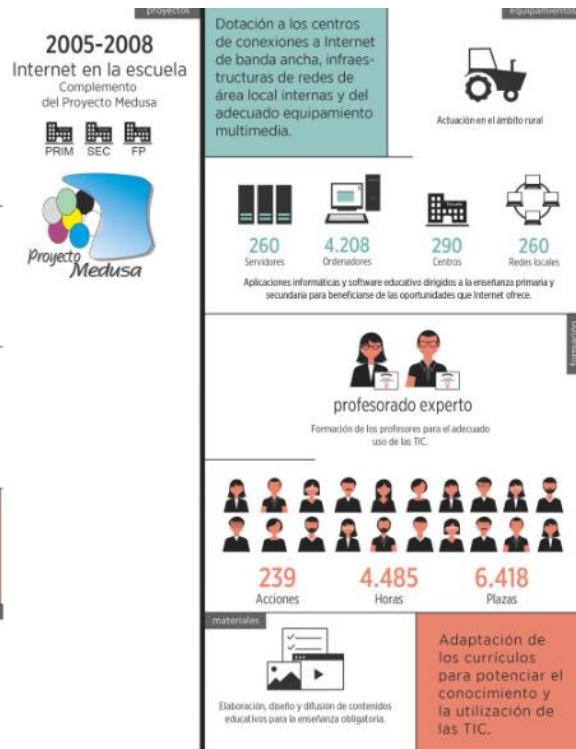 proyectos
2005-2008
Internet en la escuela
Complemento
del Proyecto Medusa
PRIM SEC FP
Proyecto
Medusa
Dotación a los centros
de conexiones a Internet
de banda ancha, infraes-
tructuras de redes de
área local internas y del
adecuado equipamiento
multimedia.
equipamientos
Actuación en el ámbito rural
260 4.208 290 260
Servidores Ordenadores Centros Redes locales
Aplicaciones informáticas y software educativo dirigidos a la enseñanza primaria y
secundaria para beneficiarse de las oportunidades que Internet ofrece.
formación
profesorado experto
Formación de los profesores para el adecuado
uso de las TIC.
239 4.485 6.418
Acciones Horas Plazas
materiales
Elaboración, diseño y difusión de contenidos
educativos para la enseñanza obligatoria.
Adaptación de
los currículos
para potenciar el
conocimiento y
la utilización de
las TIC.